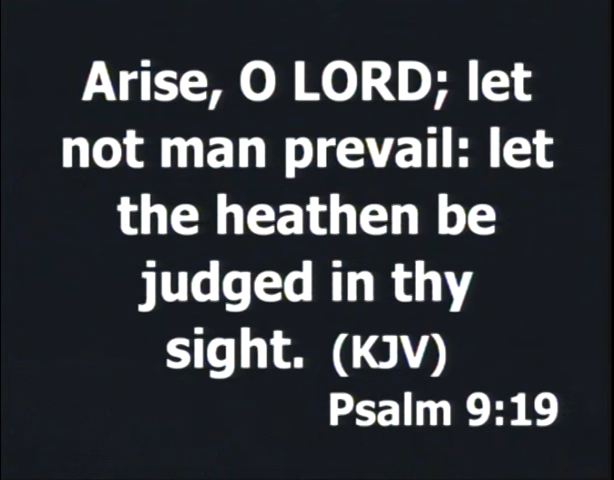 Arise, O LORD; let
not man prevail: let
the heathen be
judged in thy
sight. (KJV)
Psalm 9:19